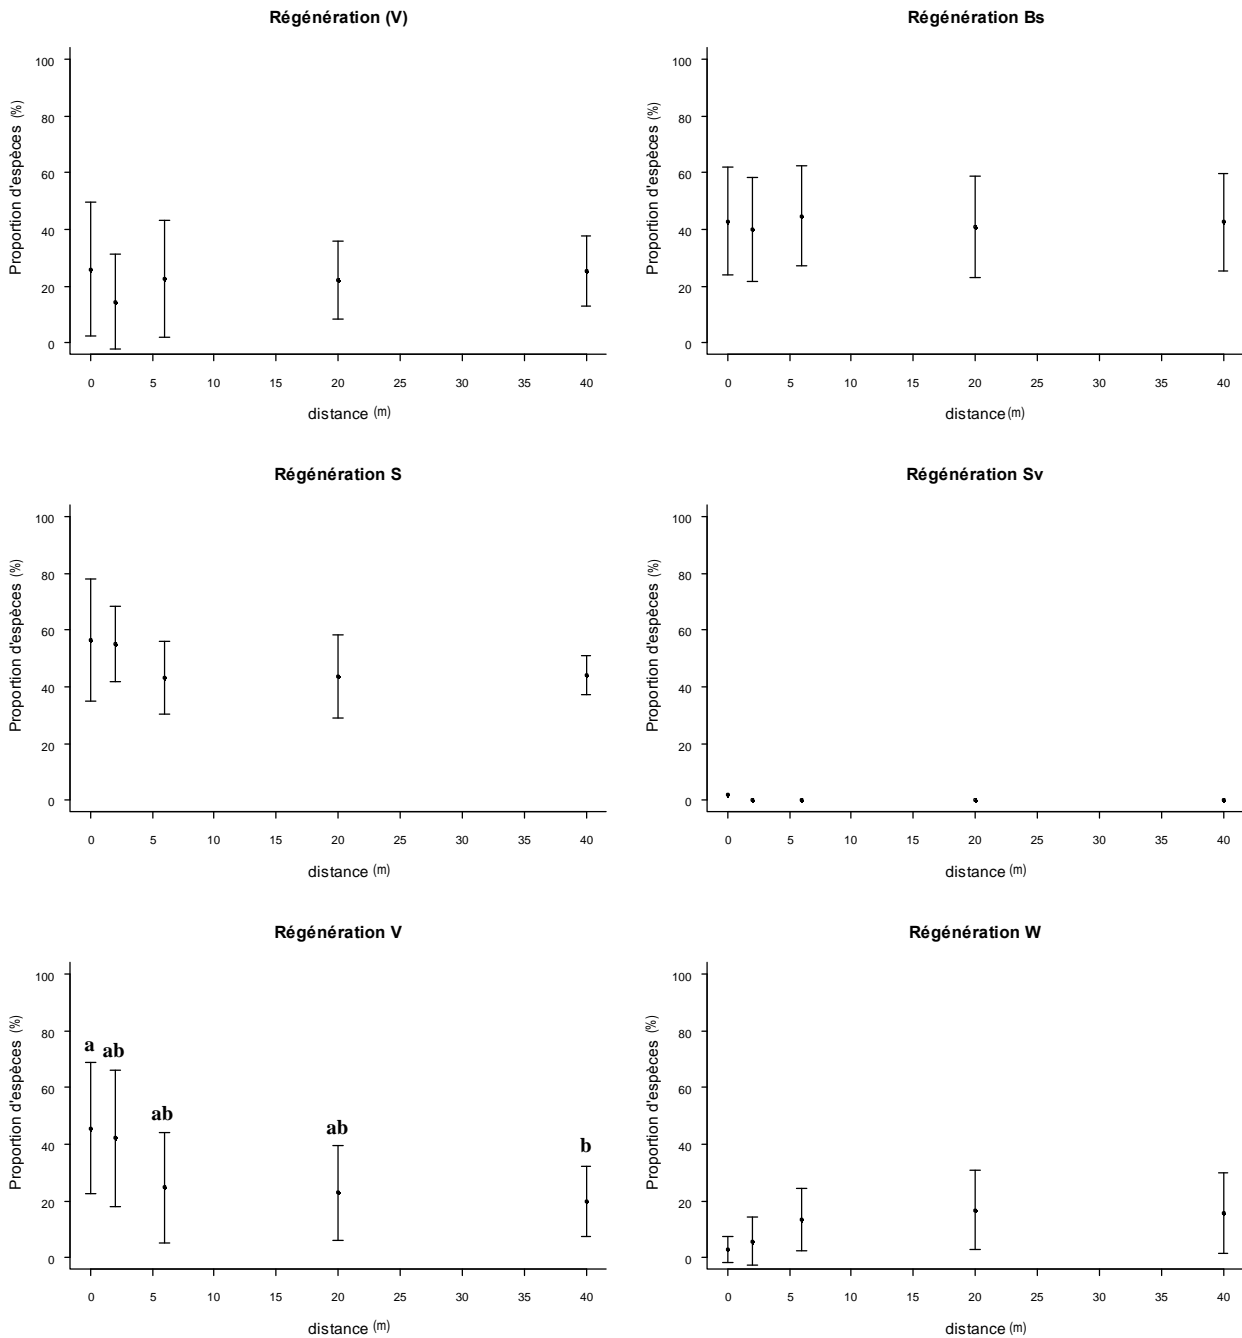 Régénération (V)
Proportion d'espèces (%)
100
80
60
40
20
0
0 5 10 15 20 25 30 35 40
distance (m)
Régénération Bs
Proportion d'espèces (%)
100
80
60
40
20
0
0 5 10 15 20 25 30 35 40
distance (m)
Régénération S
Proportion d'espèces (%)
100
80
60
40
20
0
0 5 10 15 20 25 30 35 40
distance (m)
Régénération Sv
Proportion d'espèces (%)
100
80
60
40
20
0
0 5 10 15 20 25 30 35 40
distance (m)
Régénération V
Proportion d'espèces (%)
100
80
60
40
20
0
a ab ab ab b
0 5 10 15 20 25 30 35 40
distance (m)
Régénération W
Proportion d'espèces (%)
100
80
60
40
20
0
0 5 10 15 20 25 30 35 40
distance (m)